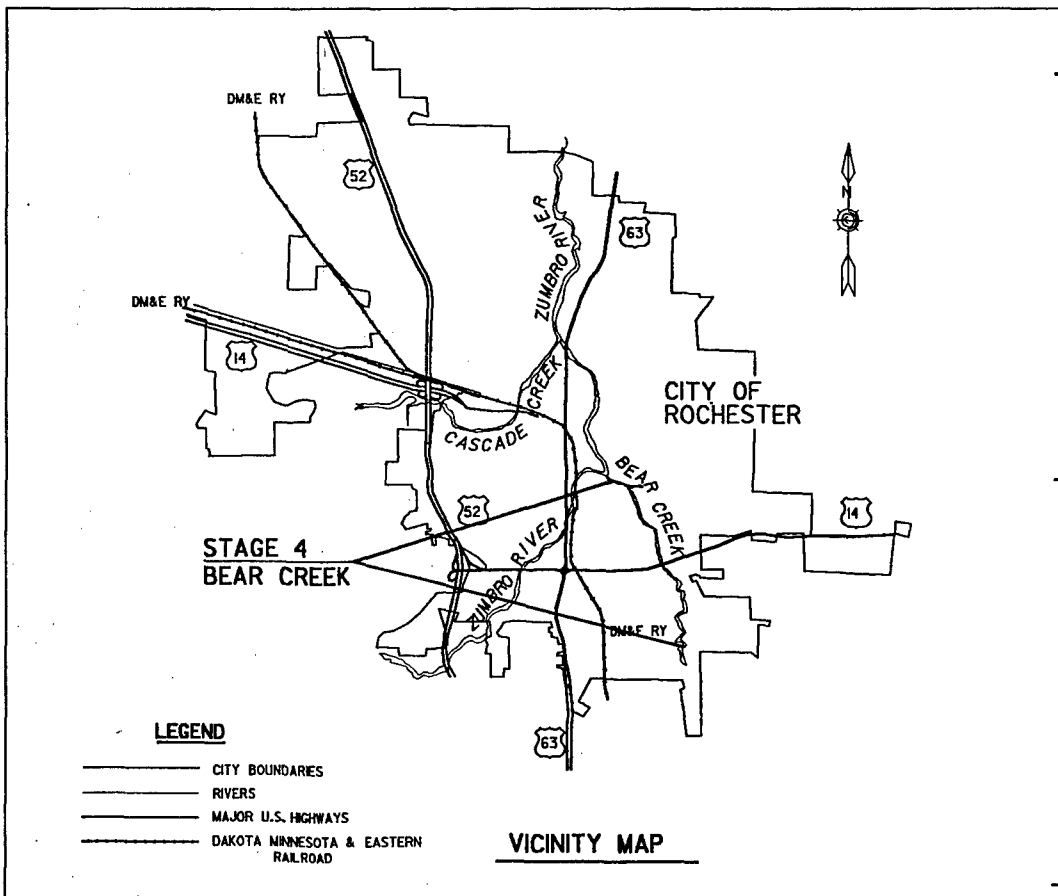 DM&E RY
52
N
ZUMBRO RIVER
63
DM&E RY
14
CITY OF
ROCHESTER
CASCADE CREEK
BEAR CREEK
52
14
STAGE 4
BEAR CREEK
ZUMBRO RIVER
DM&E RY
63
LEGEND
CITY BOUNDARIES
RIVERS
MAJOR U.S. HIGHWAYS
DAKOTA MINNESOTA & EASTERN
RAILROAD
VICINITY MAP